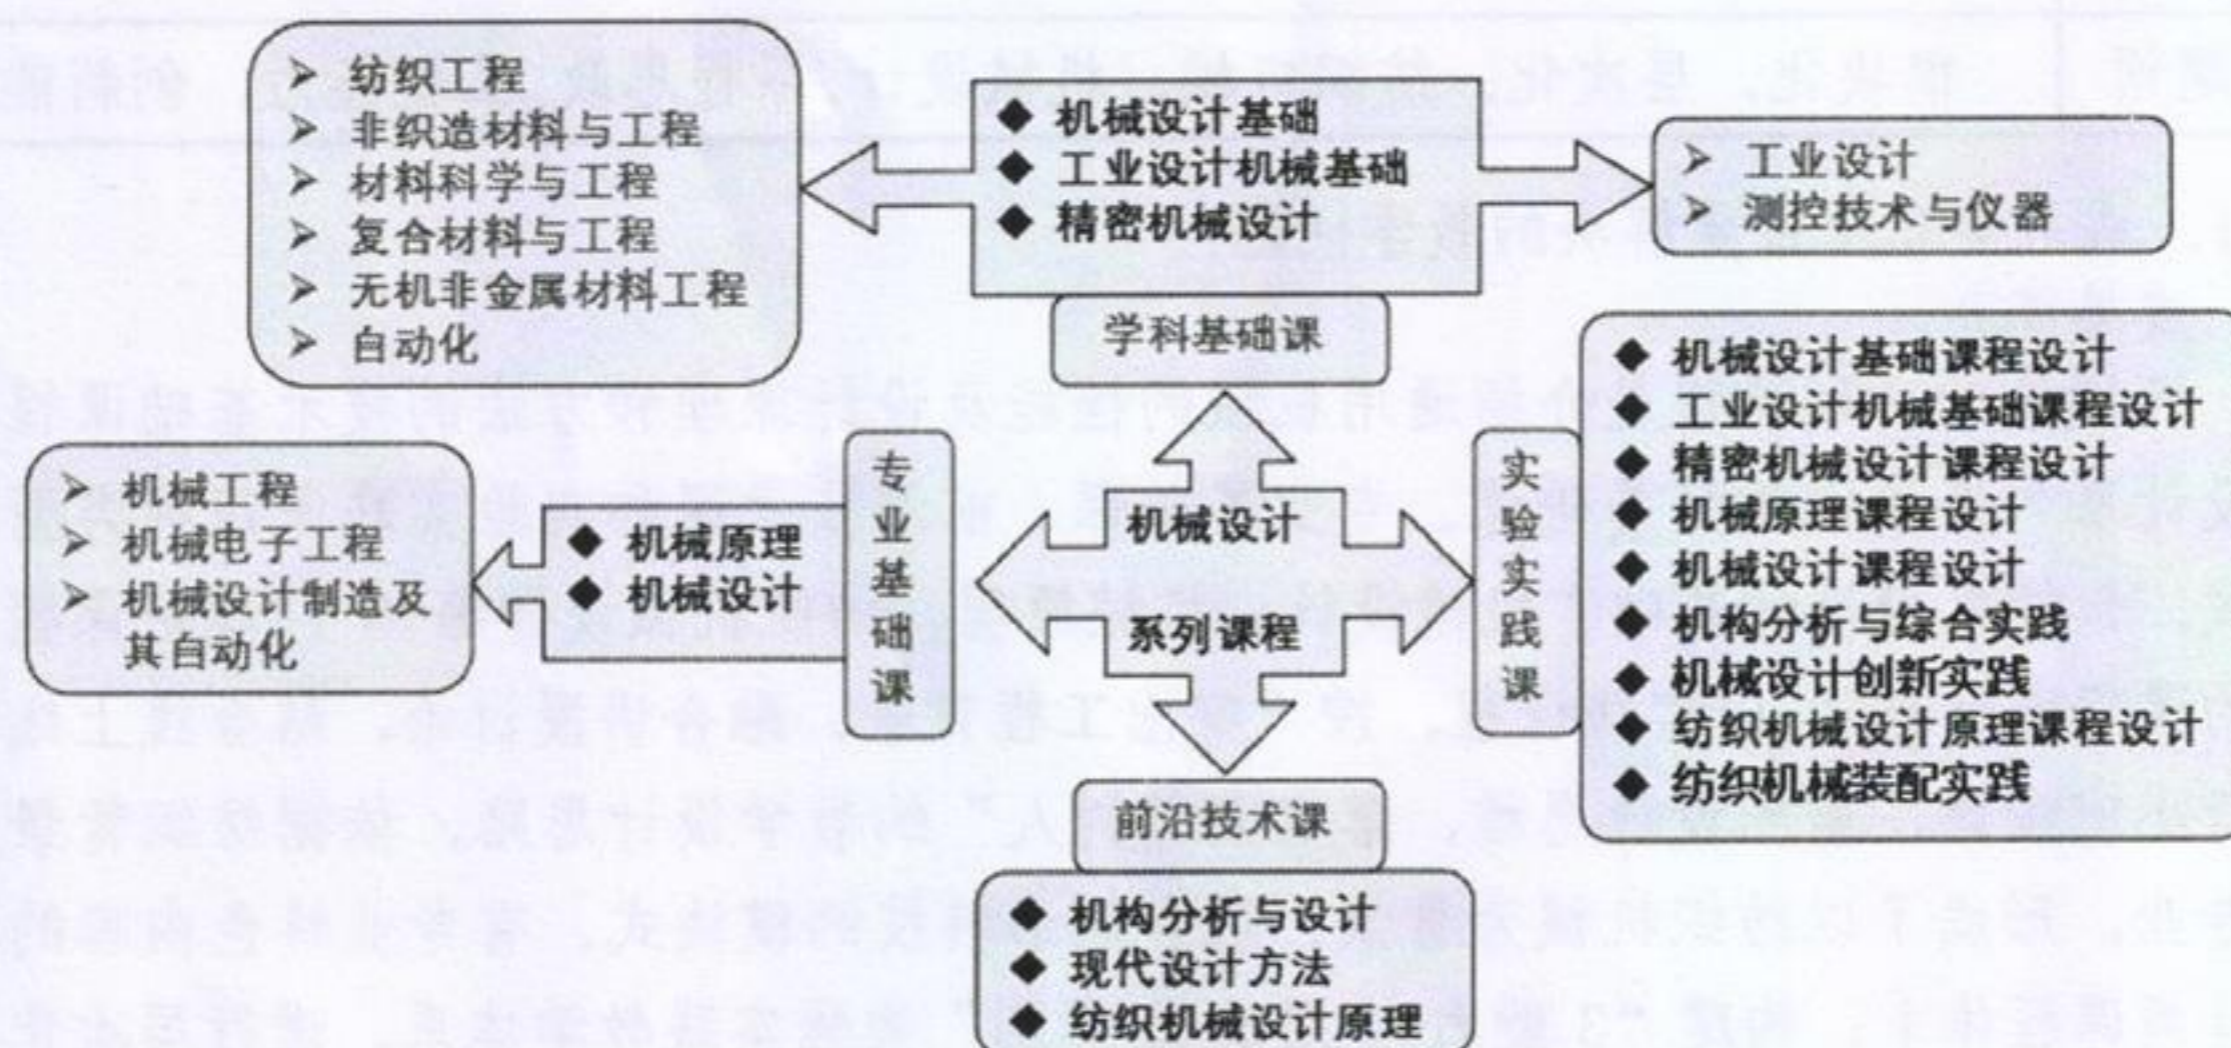 ➢ 纺织工程
➢ 非织造材料与工程
➢ 材料科学与工程
➢ 复合材料与工程
➢ 无机非金属材料工程
➢ 自动化
◆ 机械设计基础
◆ 工业设计机械基础
◆ 精密机械设计
学科基础课
➢ 工业设计
➢ 测控技术与仪器
➢ 机械工程
➢ 机械电子工程
➢ 机械设计制造及
其自动化
◆ 机械原理
◆ 机械设计
专业基础课
机械设计
系列课程
实验实践课
◆ 机械设计基础课程设计
◆ 工业设计机械基础课程设计
◆ 精密机械设计课程设计
◆ 机械原理课程设计
◆ 机械设计课程设计
◆ 机构分析与综合实践
◆ 机械设计创新实践
◆ 纺织机械设计原理课程设计
◆ 纺织机械装配实践
前沿技术课
◆ 机构分析与设计
◆ 现代设计方法
◆ 纺织机械设计原理